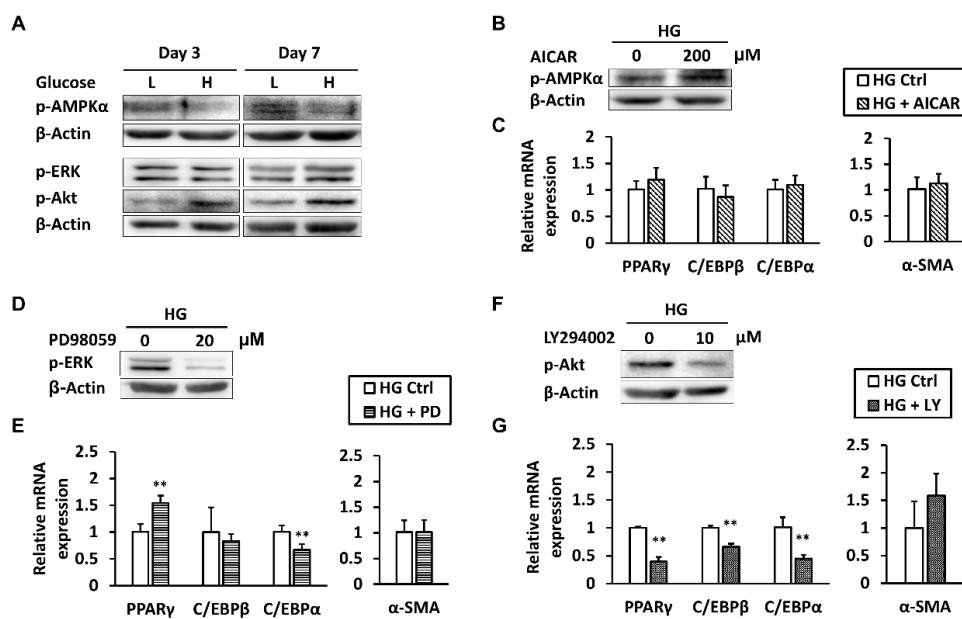 A
Day 3 Day 7
Glucose L H L H
p-AMPKα
β-Actin
p-ERK
p-Akt
β-Actin
B
HG
AICAR 0 200 μM
p-AMPKα
β-Actin
HG Ctrl
HG + AICAR
C
Relative mRNA
expression
2
1.5
1
0.5
0
PPARγ C/EBPβ C/EBPα
2
1.5
1
0.5
0
α-SMA
D
HG
PD98059 0 20 μM
p-ERK
β-Actin
HG Ctrl
HG + PD
E
Relative mRNA
expression
2.5
2
1.5
1
0.5
0
** **
PPARγ C/EBPβ C/EBPα
2.5
2
1.5
1
0.5
0
α-SMA
F
HG
LY294002 0 10 μM
p-Akt
β-Actin
HG Ctrl
HG + LY
G
Relative mRNA
expression
2.5
2
1.5
1
0.5
0
** ** **
PPARγ C/EBPβ C/EBPα
2.5
2
1.5
1
0.5
0
α-SMA